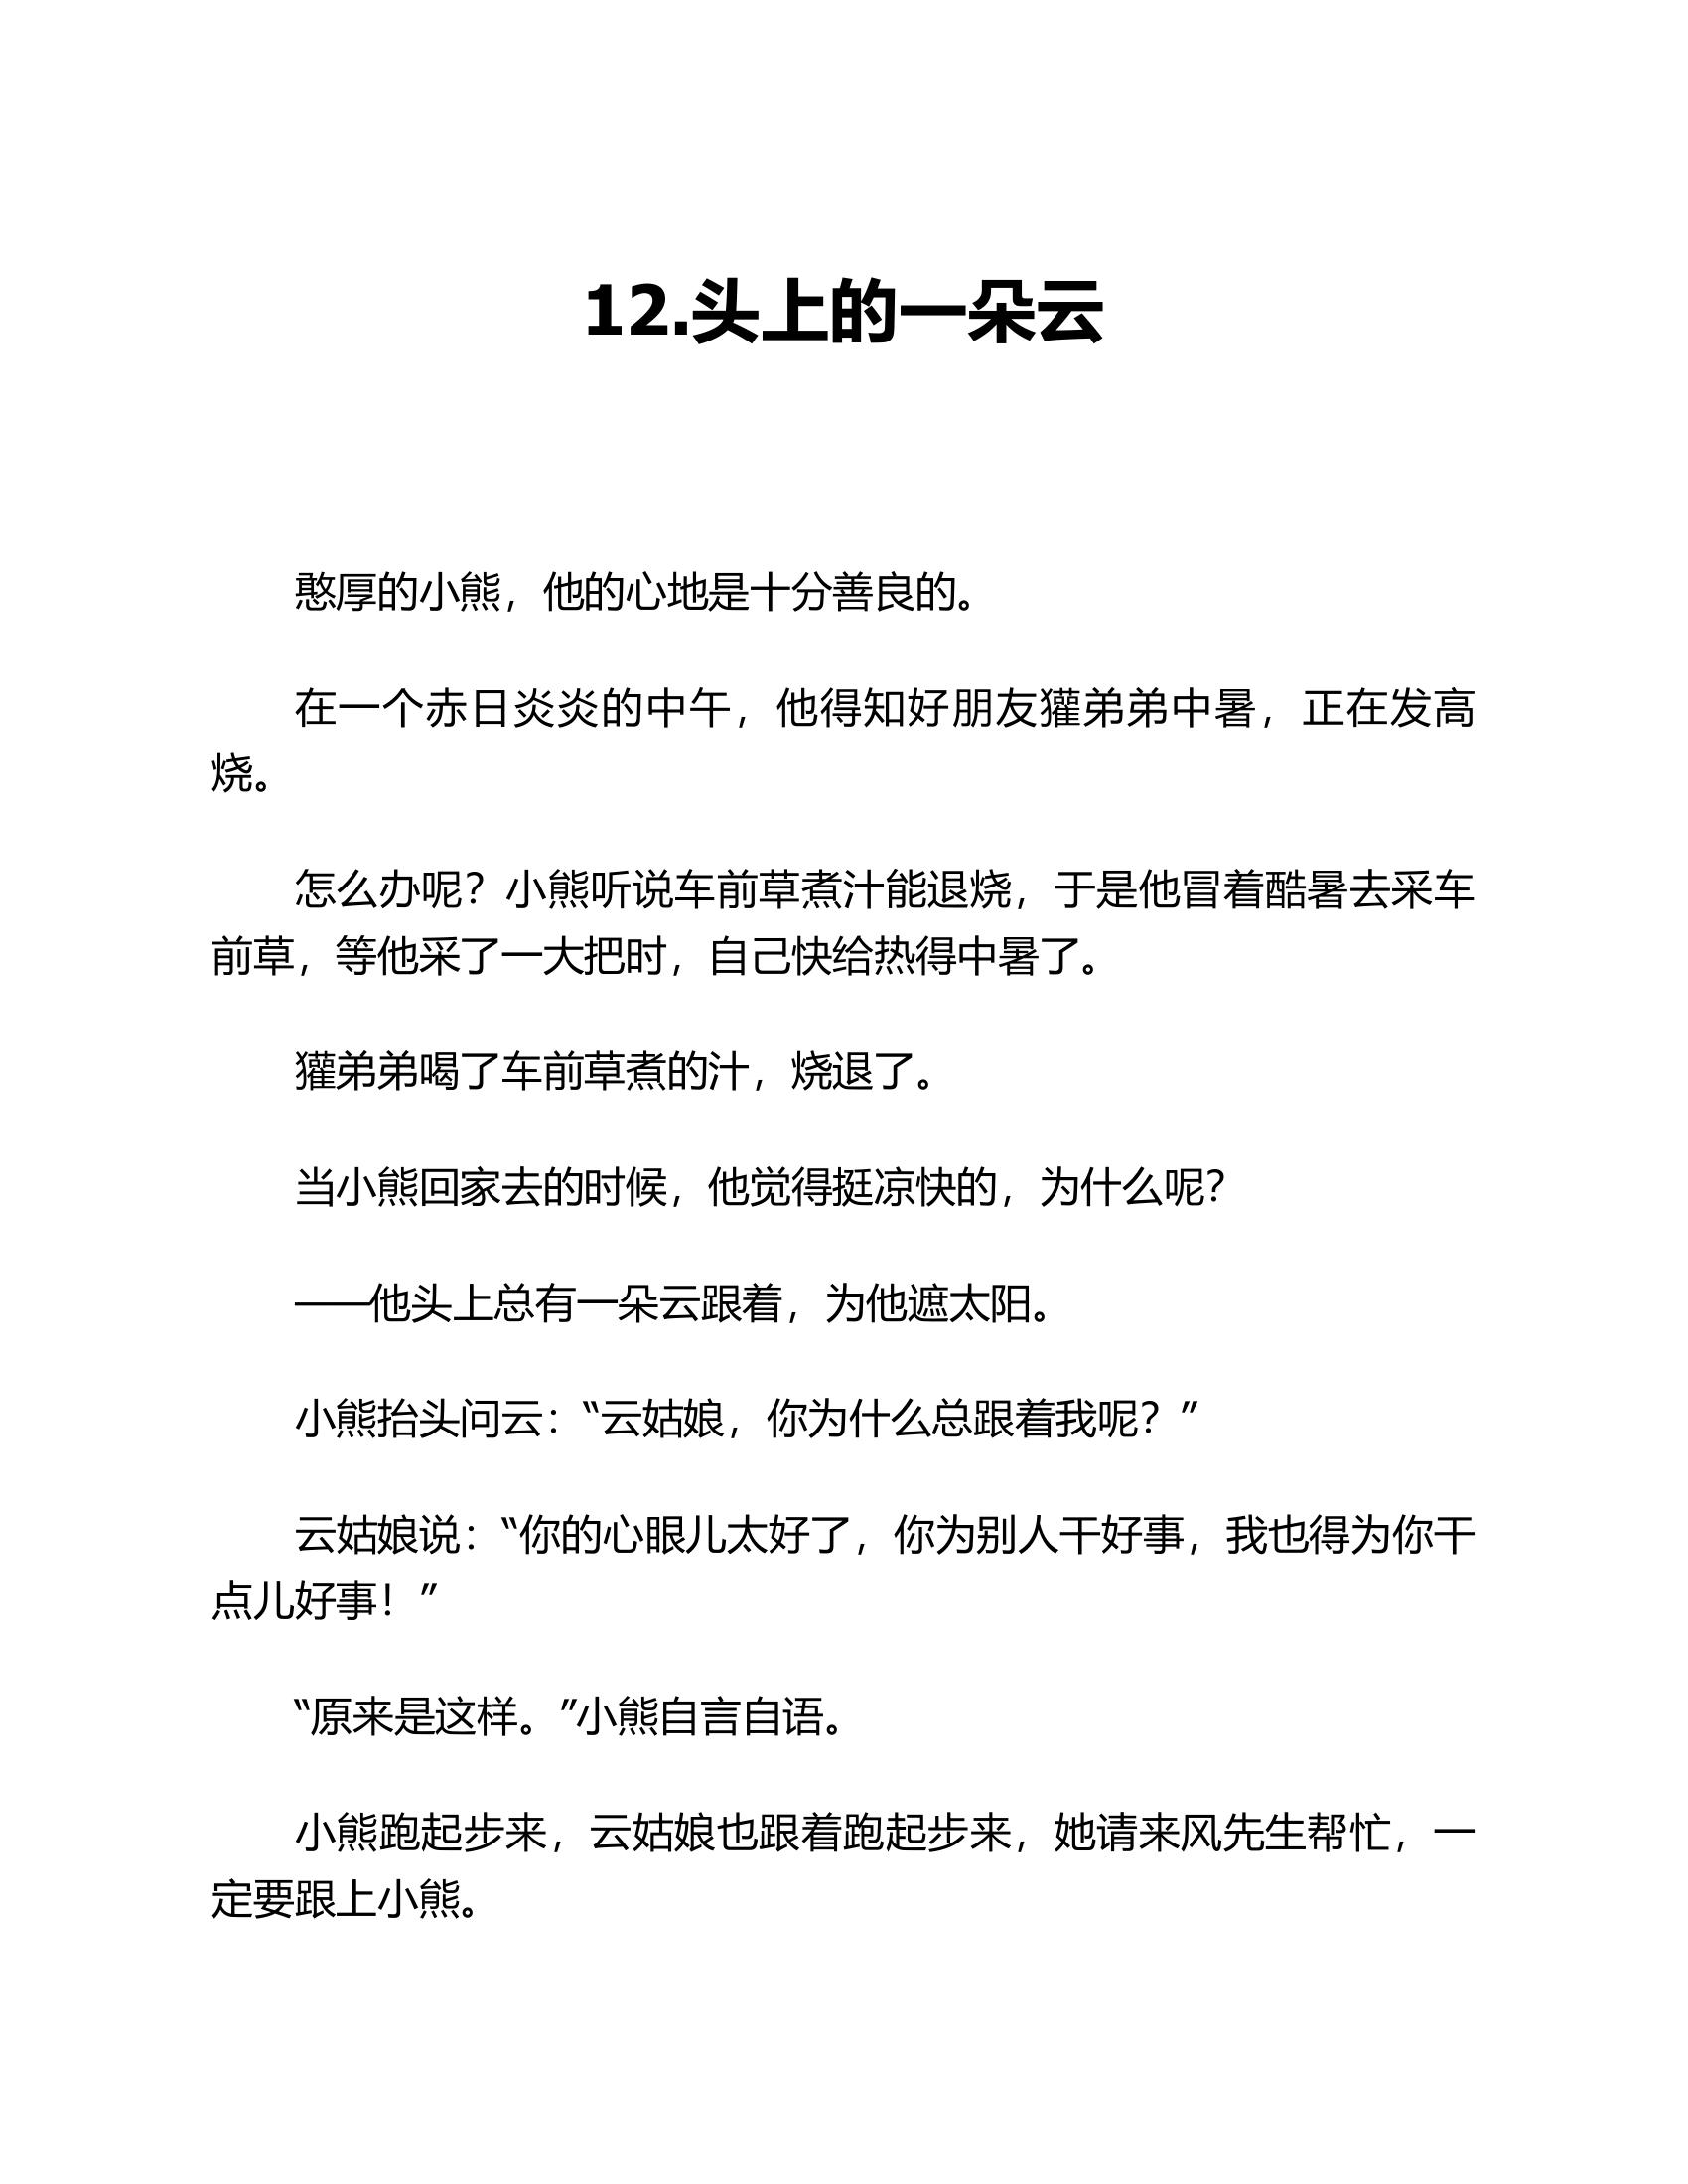 12.头上的一朵云
憨厚的小熊，他的心地是十分善良的。
在一个赤日炎炎的中午，他得知好朋友獾弟弟中暑，正在发高
烧。
怎么办呢？小熊听说车前草煮汁能退烧，于是他冒着酷暑去采车
前草，等他采了一大把时，自己快给热得中暑了。
獾弟弟喝了车前草煮的汁，烧退了。
当小熊回家去的时候，他觉得挺凉快的，为什么呢？
——他头上总有一朵云跟着，为他遮太阳。
小熊抬头问云：“云姑娘，你为什么总跟着我呢？”
云姑娘说：“你的心眼儿太好了，你为别人干好事，我也得为你干
点儿好事！”
“原来是这样。”小熊自言自语。
小熊跑起步来，云姑娘也跟着跑起步来，她请来风先生帮忙，一
定要跟上小熊。